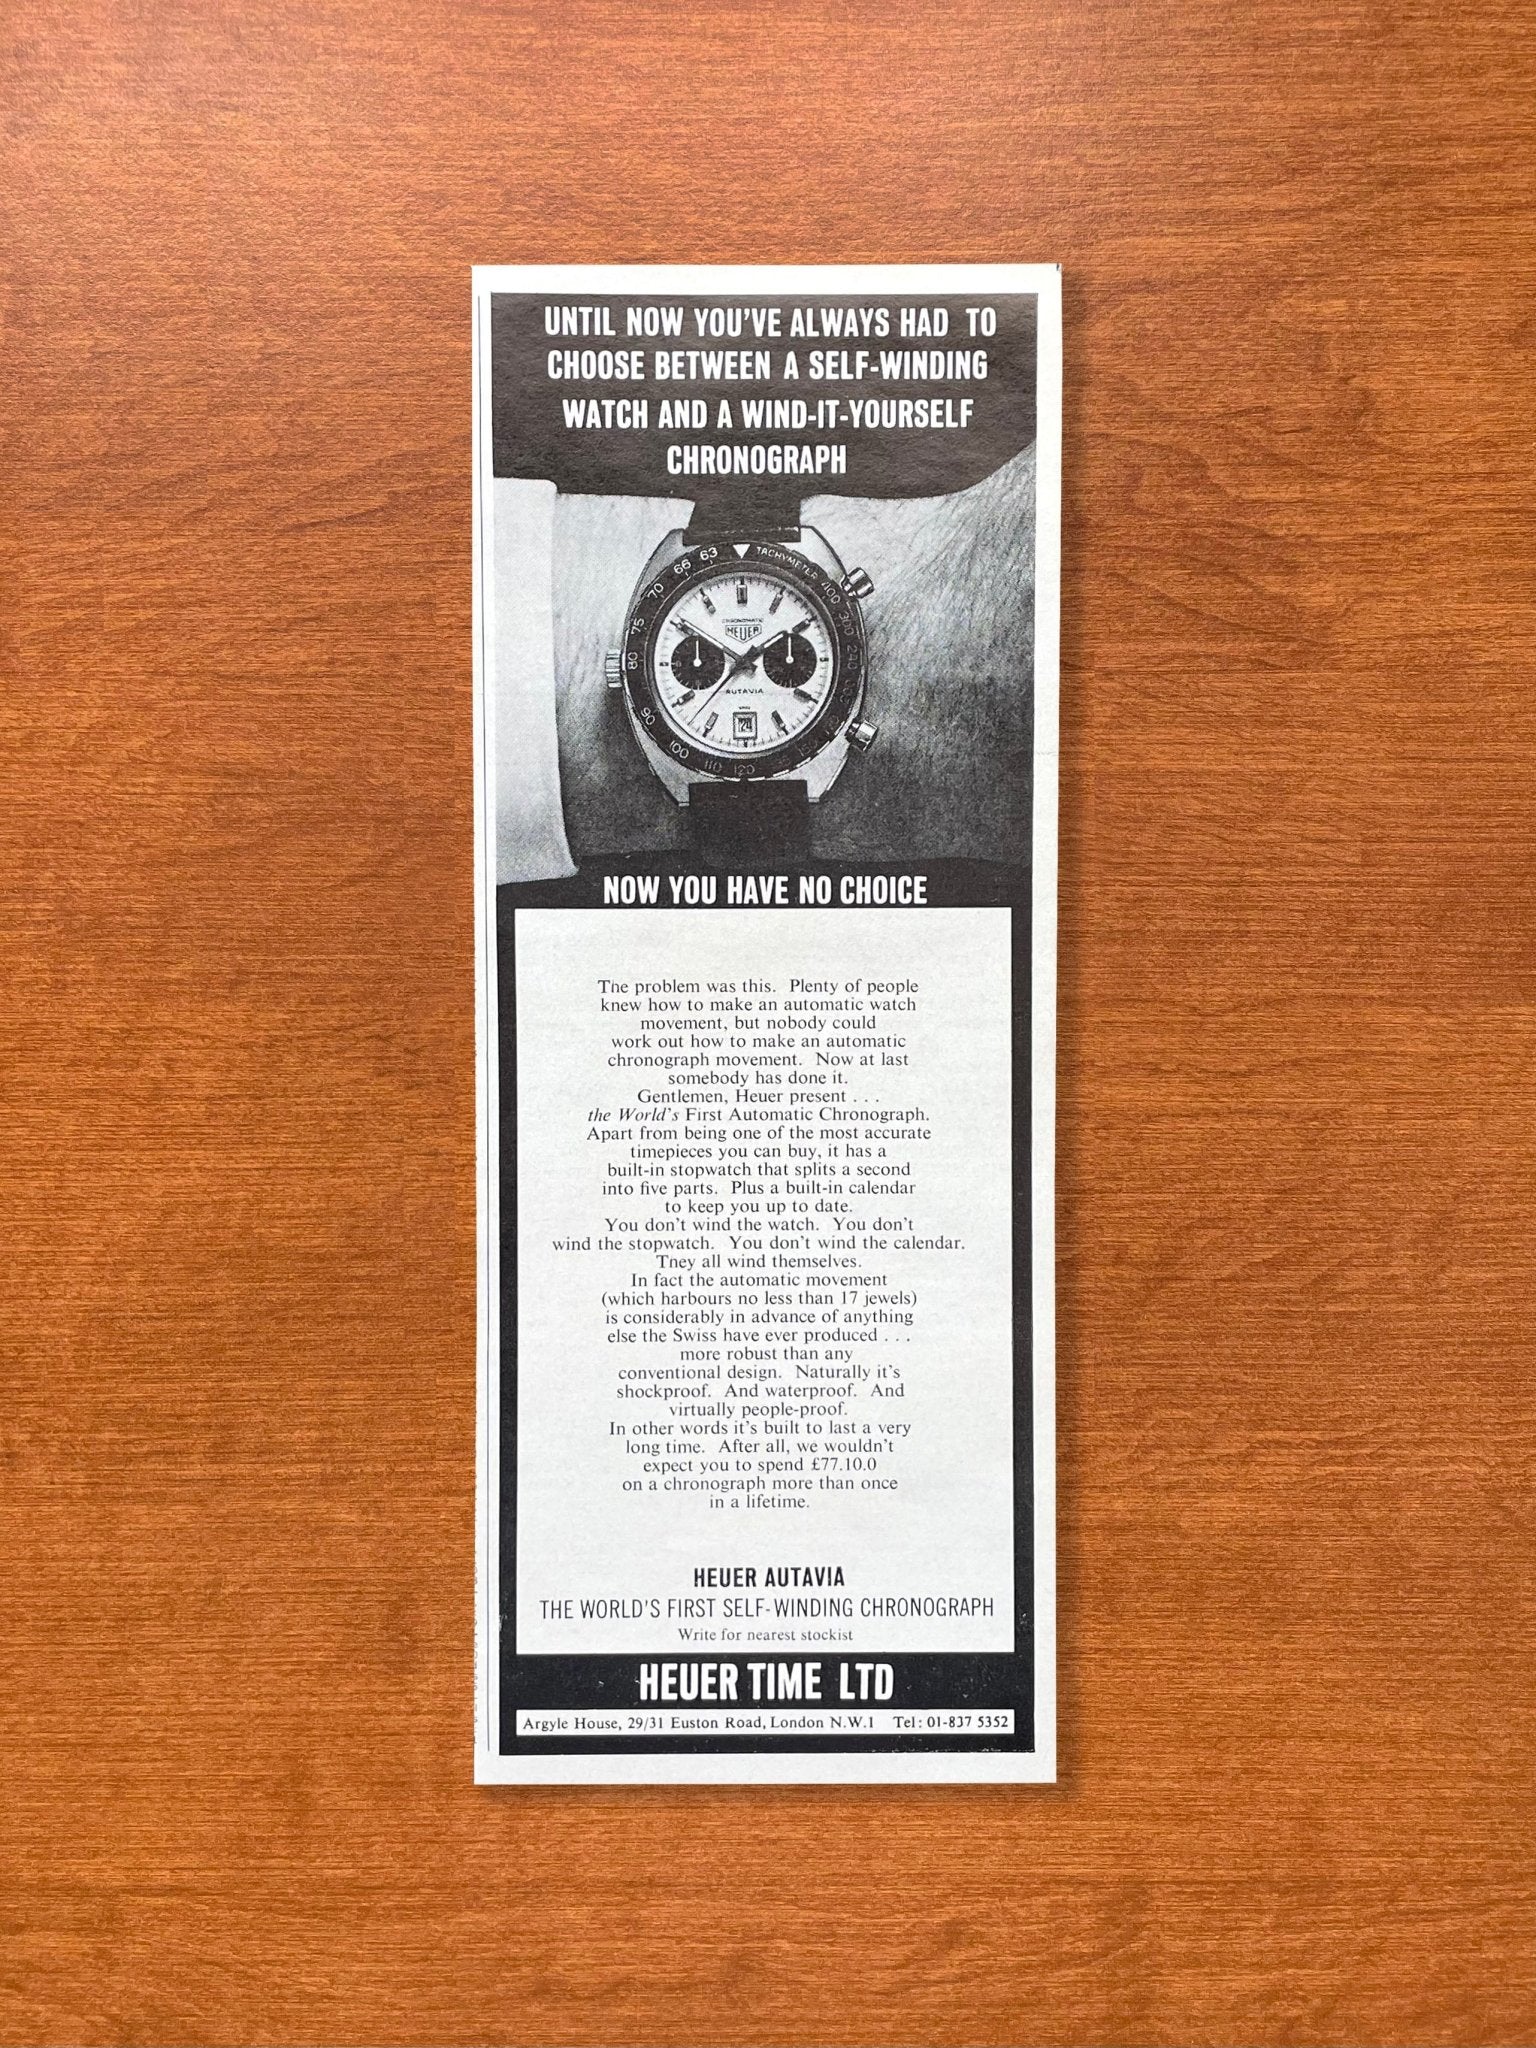 UNTIL NOW YOU'VE ALWAYS HAD TO
CHOOSE BETWEEN A SELF-WINDING
WATCH AND A WIND-IT-YOURSELF
CHRONOGRAPH
63
TACHYMETER
66
400
70
300
75
240
80
90
100
110
120
CHRONOMATIC
HEUER
AUTAVIA
24
NOW YOU HAVE NO CHOICE
The problem was this. Plenty of people
knew how to make an automatic watch
movement, but nobody could
work out how to make an automatic
chronograph movement. Now at last
somebody has done it.
Gentlemen, Heuer present . . .
the World's First Automatic Chronograph.
Apart from being one of the most accurate
timepieces you can buy, it has a
built-in stopwatch that splits a second
into five parts. Plus a built-in calendar
to keep you up to date.
You don't wind the watch. You don't
wind the stopwatch. You don't wind the calendar.
Tney all wind themselves.
In fact the automatic movement
(which harbours no less than 17 jewels)
is considerably in advance of anything
else the Swiss have ever produced . . .
more robust than any
conventional design. Naturally it's
shockproof. And waterproof. And
virtually people-proof.
In other words it's built to last a very
long time. After all, we wouldn't
expect you to spend £77.10.0
on a chronograph more than once
in a lifetime.
HEUER AUTAVIA
THE WORLD'S FIRST SELF-WINDING CHRONOGRAPH
Write for nearest stockist
HEUER TIME LTD
Argyle House, 29/31 Euston Road, London N.W.1 Tel: 01-837 5352